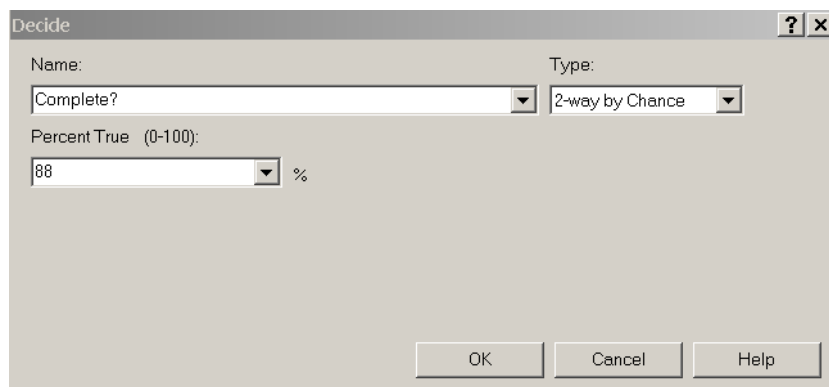 Decide ? ×
Name: Type:
Complete? 2-way by Chance
Percent True (0-100):
88 %
OK Cancel Help